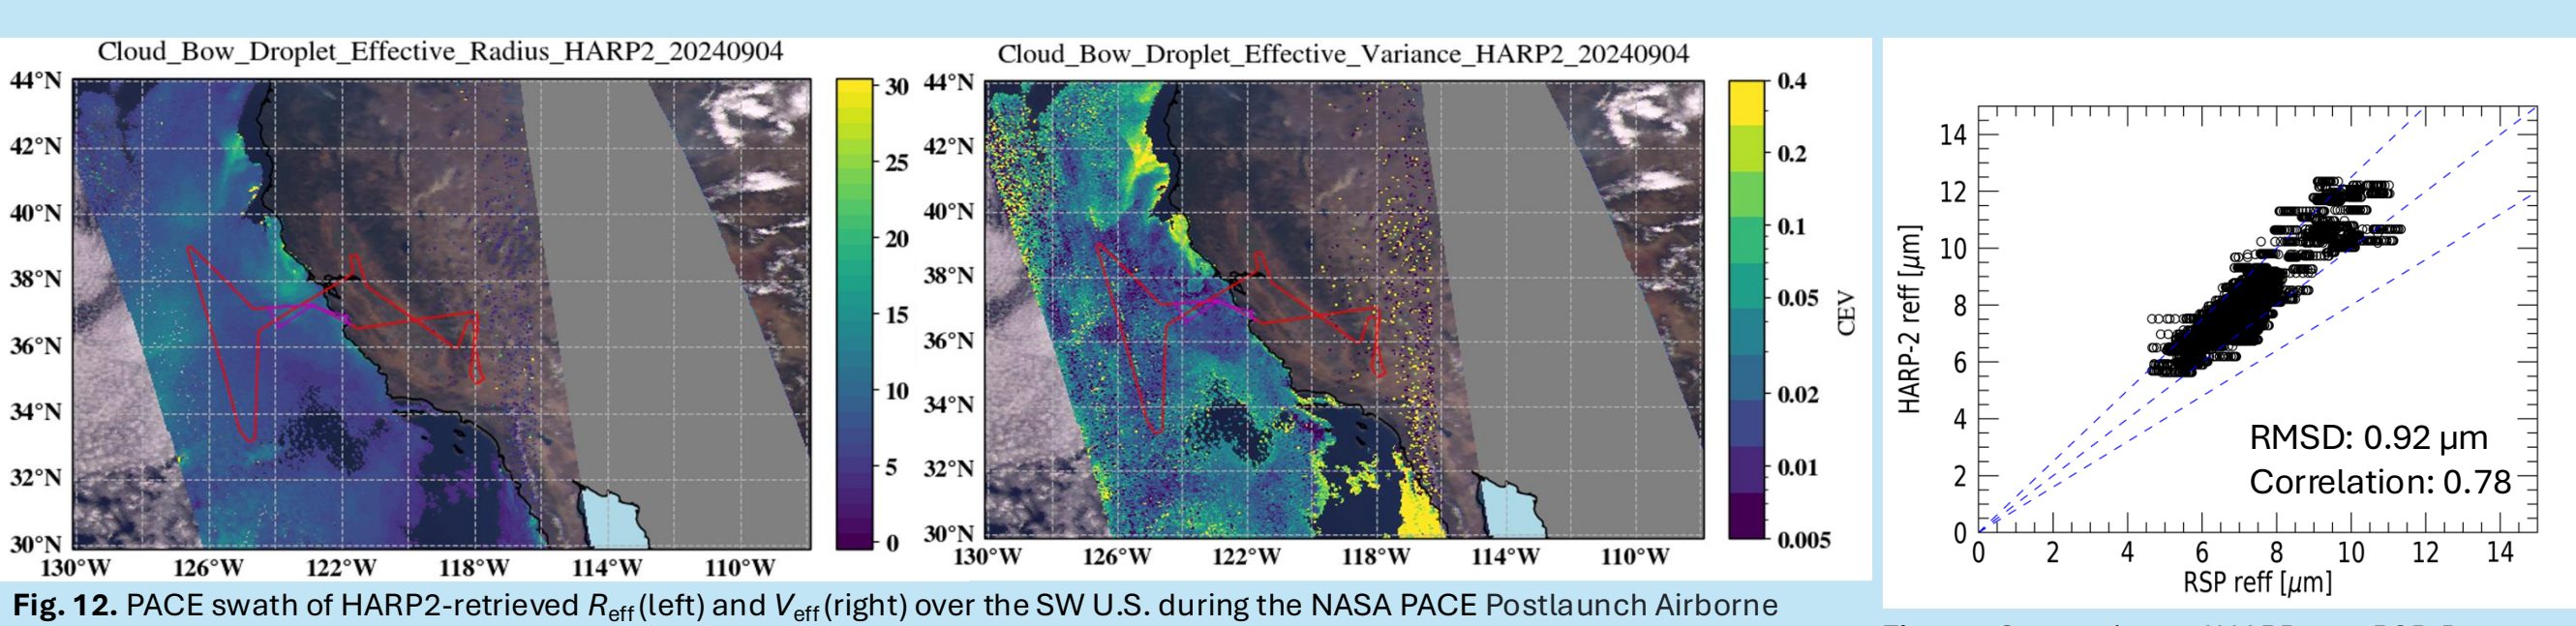 Cloud_Bow_Droplet_Effective_Radius_HARP2_20240904
44°N
42°N
40°N
38°N
36°N
34°N
32°N
30°N
130°W 126°W 122°W 118°W 114°W 110°W
30
25
20
15
10
5
0
Cloud_Bow_Droplet_Effective_Variance_HARP2_20240904
44°N
42°N
40°N
38°N
36°N
34°N
32°N
30°N
130°W 126°W 122°W 118°W 114°W 110°W
0.4
0.2
0.1
0.05
0.02
0.01
0.005
CEV
HARP-2 reff [μm]
14
12
10
8
6
4
2
0
0 2 4 6 8 10 12 14
RSP reff [μm]
RMSD: 0.92 μm
Correlation: 0.78
Fig. 12. PACE swath of HARP2-retrieved Reff (left) and Veff (right) over the SW U.S. during the NASA PACE Postlaunch Airborne